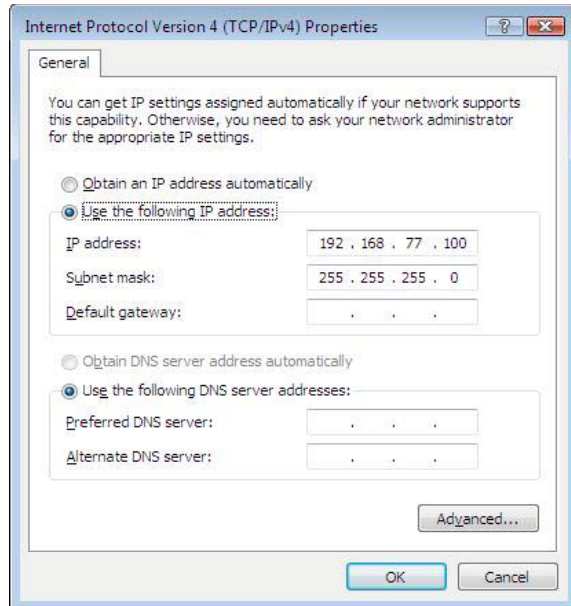 Internet Protocol Version 4 (TCP/IPv4) Properties
General
You can get IP settings assigned automatically if your network supports
this capability. Otherwise, you need to ask your network administrator
for the appropriate IP settings.
Obtain an IP address automatically
Use the following IP address:
IP address: 192 . 168 . 77 . 100
Subnet mask: 255 . 255 . 255 . 0
Default gateway: . . .
Obtain DNS server address automatically
Use the following DNS server addresses:
Preferred DNS server: . . .
Alternate DNS server: . . .
Advanced...
OK Cancel